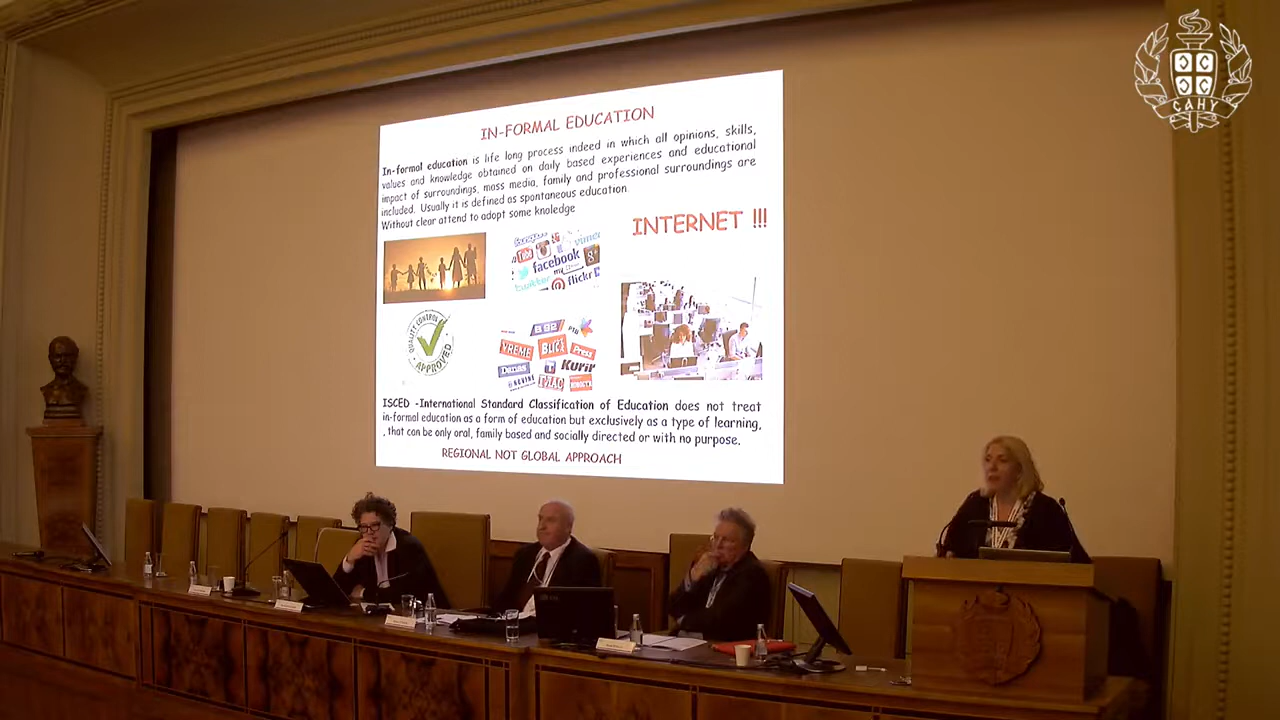 IN-FORMAL EDUCATION
In-formal education is life long process indeed in which all opinions, skills,
values and knowledge obtained on daily based experiences and educational
impact of surroundings, mass media, family and professional surroundings are
included. Usually it is defined as spontaneous education
Without clear attend to adopt some knoledge
INTERNET !!!
facebook
twitter
flickr
QUALITY CONTROL
APPROVED
B92
ВРЕМЕ
BLIC
Press
Danas
Kurir
ISCED -International Standard Classification of Education does not treat
in-formal education as a form of education but exclusively as a type of learning,
, that can be only oral, family based and socially directed or with no purpose.
REGIONAL NOT GLOBAL APPROACH
САНУ